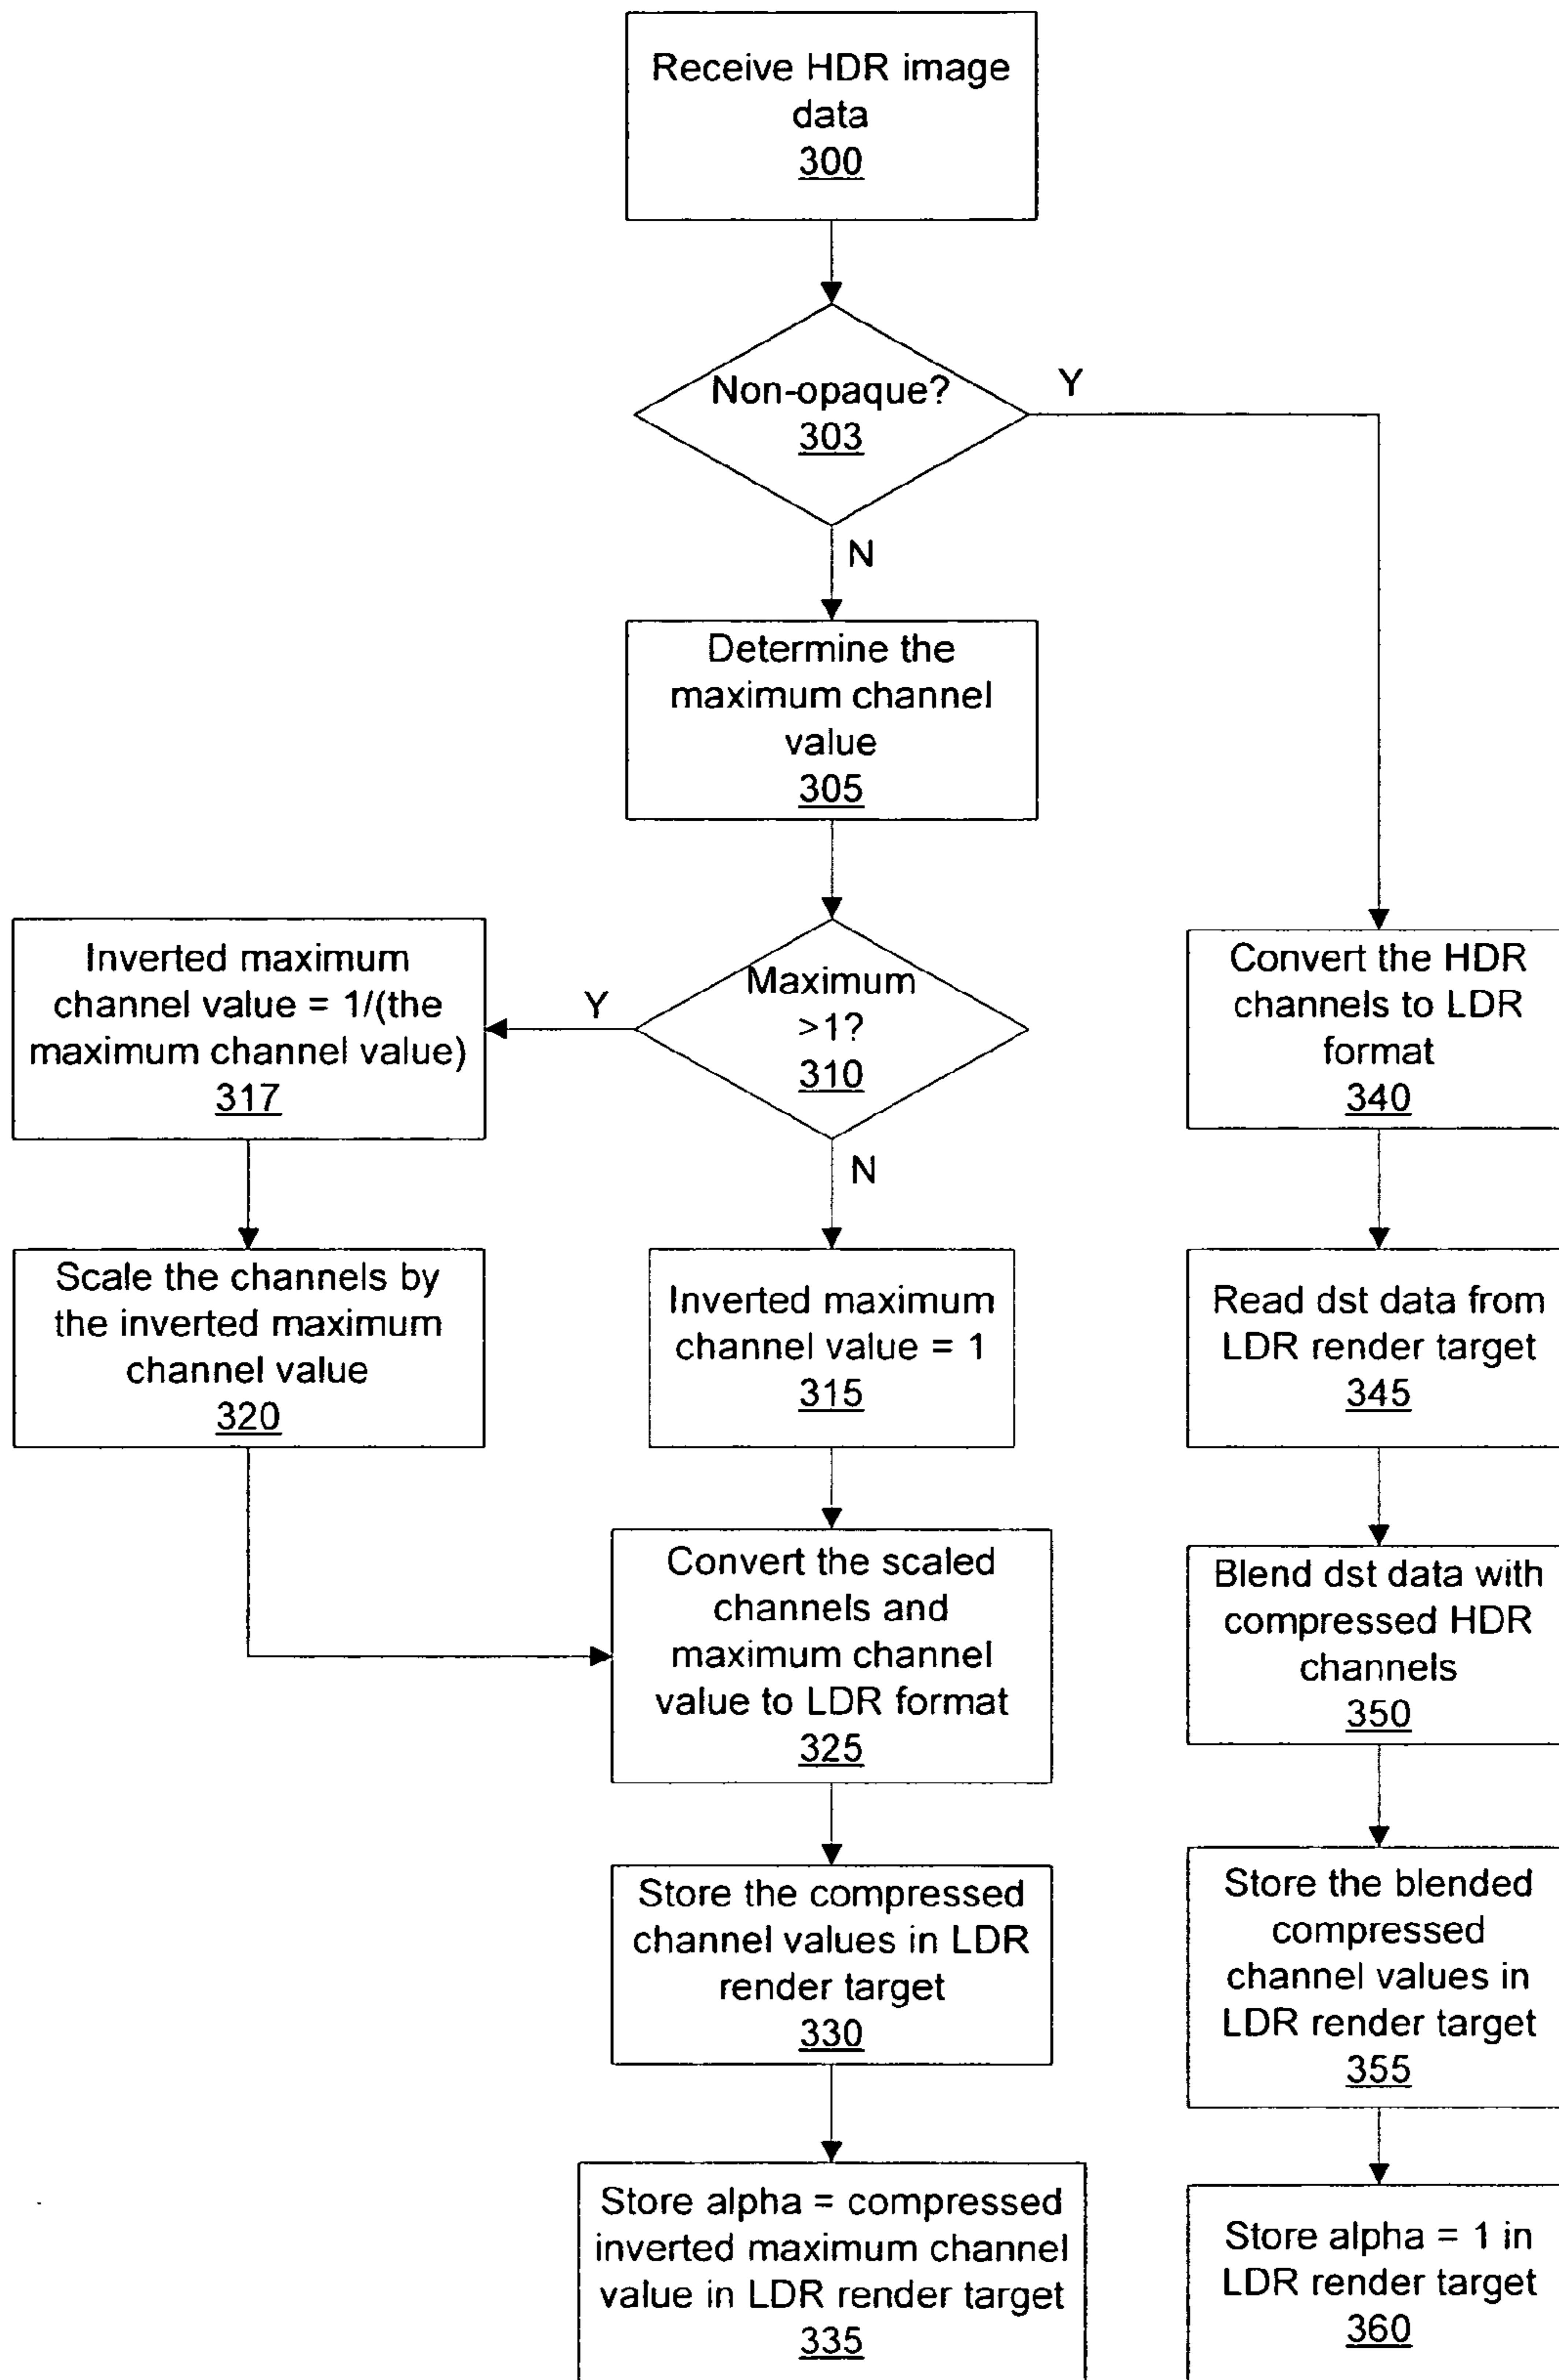 Receive HDR image
data
300
Non-opaque?
303
Y
N
Determine the
maximum channel
value
305
Maximum
>1?
310
Y
N
Inverted maximum
channel value = 1/(the
maximum channel value)
317
Scale the channels by
the inverted maximum
channel value
320
Inverted maximum
channel value = 1
315
Convert the scaled
channels and
maximum channel
value to LDR format
325
Store the compressed
channel values in LDR
render target
330
Store alpha = compressed
inverted maximum channel
value in LDR render target
335
Convert the HDR
channels to LDR
format
340
Read dst data from
LDR render target
345
Blend dst data with
compressed HDR
channels
350
Store the blended
compressed
channel values in
LDR render target
355
Store alpha = 1 in
LDR render target
360